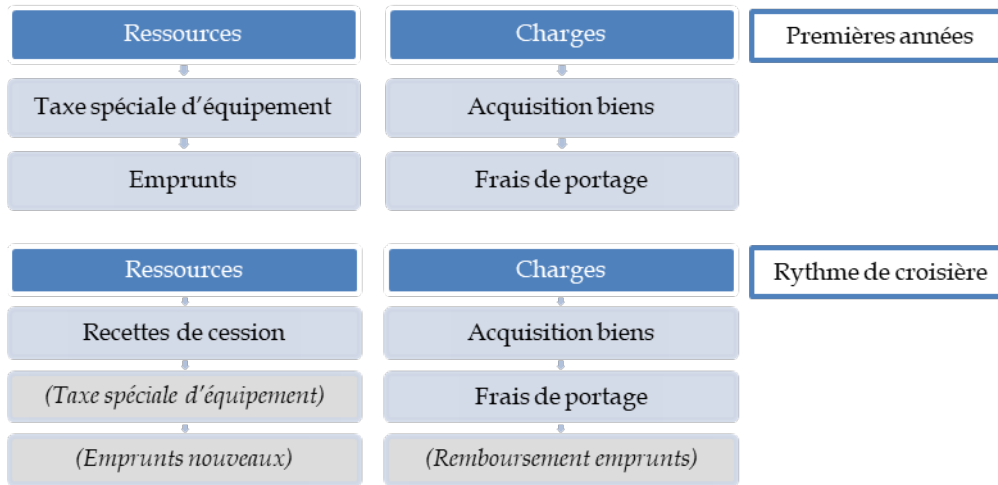 Ressources
Charges
Premières années
Taxe spéciale d'équipement
Acquisition biens
Emprunts
Frais de portage
Ressources
Charges
Rythme de croisière
Recettes de cession
Acquisition biens
(Taxe spéciale d'équipement)
Frais de portage
(Emprunts nouveaux)
(Remboursement emprunts)